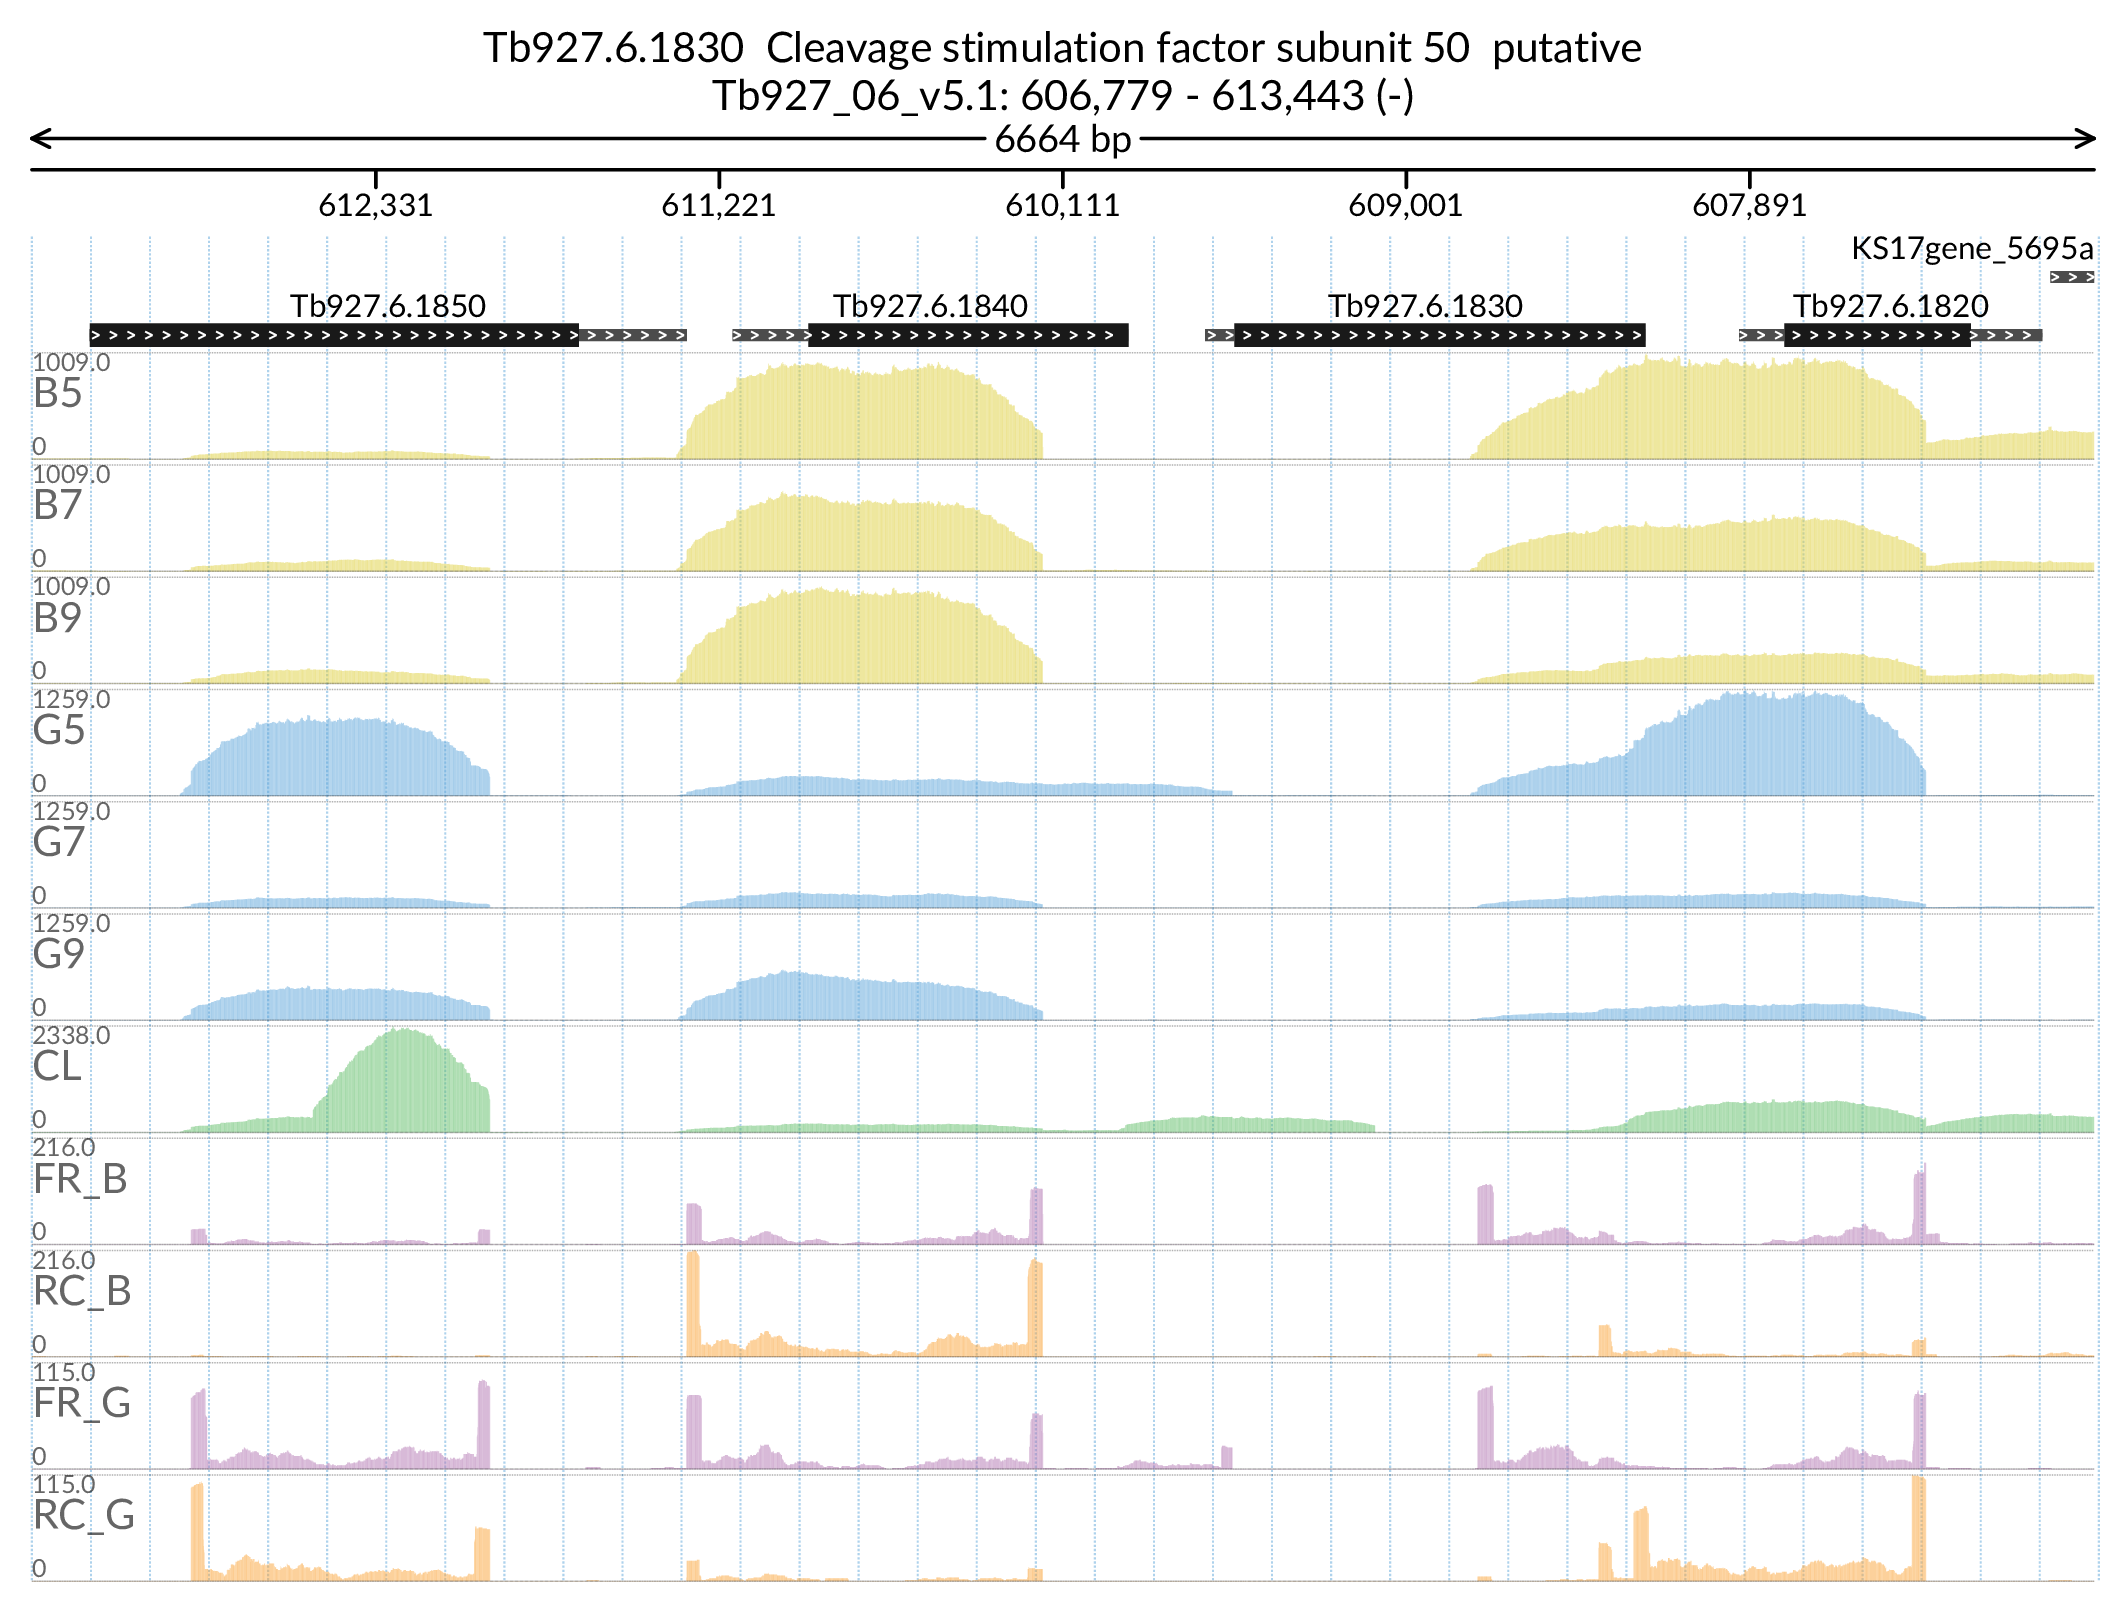 Tb927.6.1830  Cleavage stimulation factor subunit 50  putative
Tb927_06_v5.1: 606,779 - 613,443 (-)
6664 bp
612,331 611,221 610,111 609,001 607,891
KS17gene_5695a
Tb927.6.1850 Tb927.6.1840 Tb927.6.1830 Tb927.6.1820
1009.0
B5
0
1009.0
B7
0
1009.0
B9
0
1259.0
G5
0
1259.0
G7
0
1259.0
G9
0
2338.0
CL
0
216.0
FR_B
0
216.0
RC_B
0
115.0
FR_G
0
115.0
RC_G
0